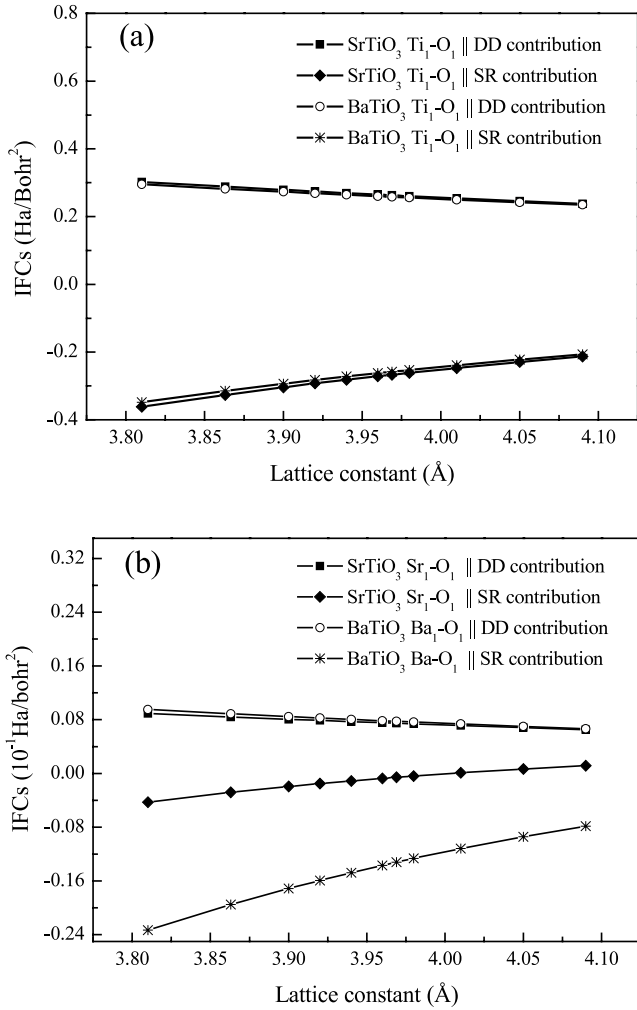 (a)
SrTiO₃ Ti₁-O₁ || DD contribution
SrTiO₃ Ti₁-O₁ || SR contribution
BaTiO₃ Ti₁-O₁ || DD contribution
BaTiO₃ Ti₁-O₁ || SR contribution
IFCs (Ha/Bohr²)
0.8
0.6
0.4
0.2
0.0
-0.2
-0.4
3.80 3.85 3.90 3.95 4.00 4.05 4.10
Lattice constant (Å)
(b)
SrTiO₃ Sr₁-O₁ || DD contribution
SrTiO₃ Sr₁-O₁ || SR contribution
BaTiO₃ Ba₁-O₁ || DD contribution
BaTiO₃ Ba-O₁ || SR contribution
IFCs (10⁻¹Ha/bohr²)
0.32
0.24
0.16
0.08
0.00
-0.08
-0.16
-0.24
3.80 3.85 3.90 3.95 4.00 4.05 4.10
Lattice constant (Å)